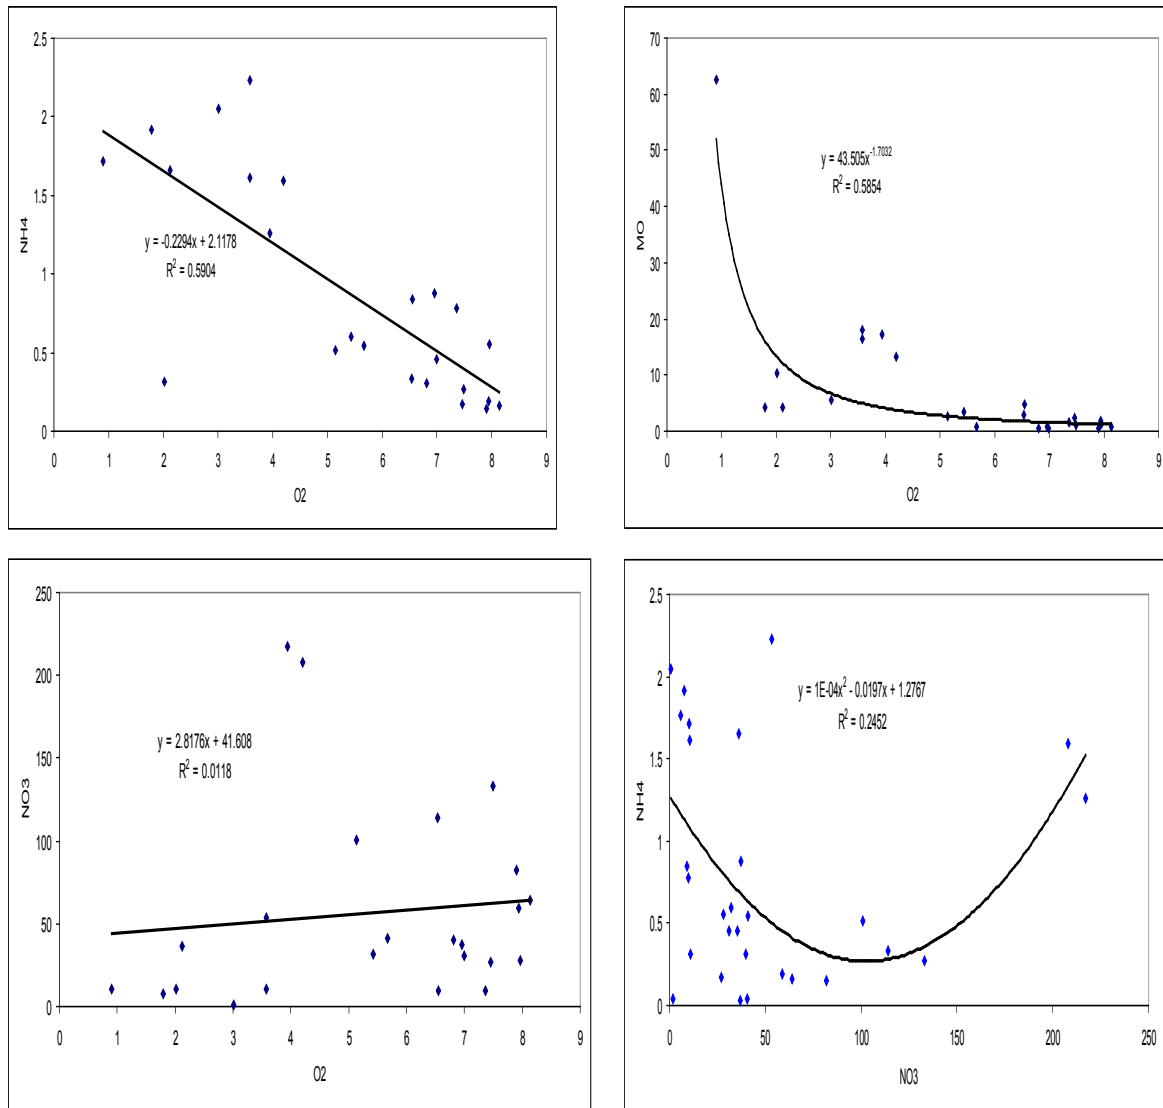 2.5
2
1.5
1
0.5
0
NH4
y = -0.2294x + 2.1178
R² = 0.5904
0 1 2 3 4 5 6 7 8 9
O2
70
60
50
40
30
20
10
0
MO
y = 43.505x^-1.7032
R² = 0.5854
0 1 2 3 4 5 6 7 8 9
O2
250
200
150
100
50
0
NO3
y = 2.8176x + 41.608
R² = 0.0118
0 1 2 3 4 5 6 7 8 9
O2
2.5
2
1.5
1
0.5
0
NH4
y = 1E-04x² - 0.0197x + 1.2767
R² = 0.2452
0 50 100 150 200 250
NO3